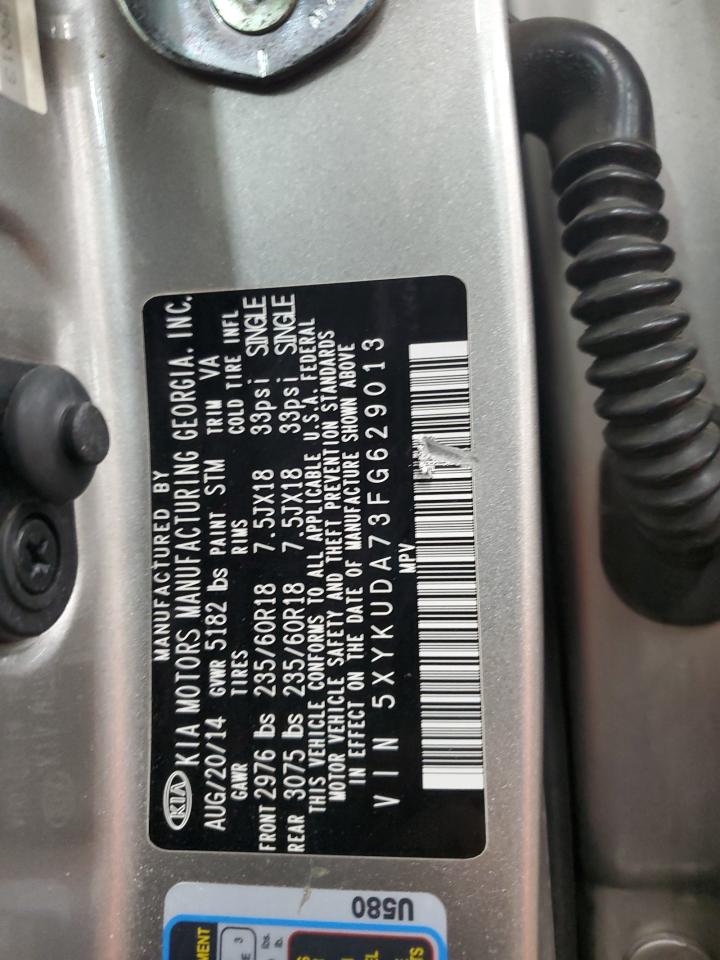 MANUFACTURED BY
KIA KIA MOTORS MANUFACTURING GEORGIA, INC.
AUG/20/14 GVWR 5182 lbs PAINT STM TRIM VA
GAWR TIRES RIMS COLD TIRE INFL
FRONT 2976 lbs 235/60R18 7.5JX18 33psi SINGLE
REAR 3075 lbs 235/60R18 7.5JX18 33psi SINGLE
THIS VEHICLE CONFORMS TO ALL APPLICABLE U.S.A. FEDERAL
MOTOR VEHICLE SAFETY AND THEFT PREVENTION STANDARDS
IN EFFECT ON THE DATE OF MANUFACTURE SHOWN ABOVE
VIN 5XYKUDA73FG629013
MPV
U580